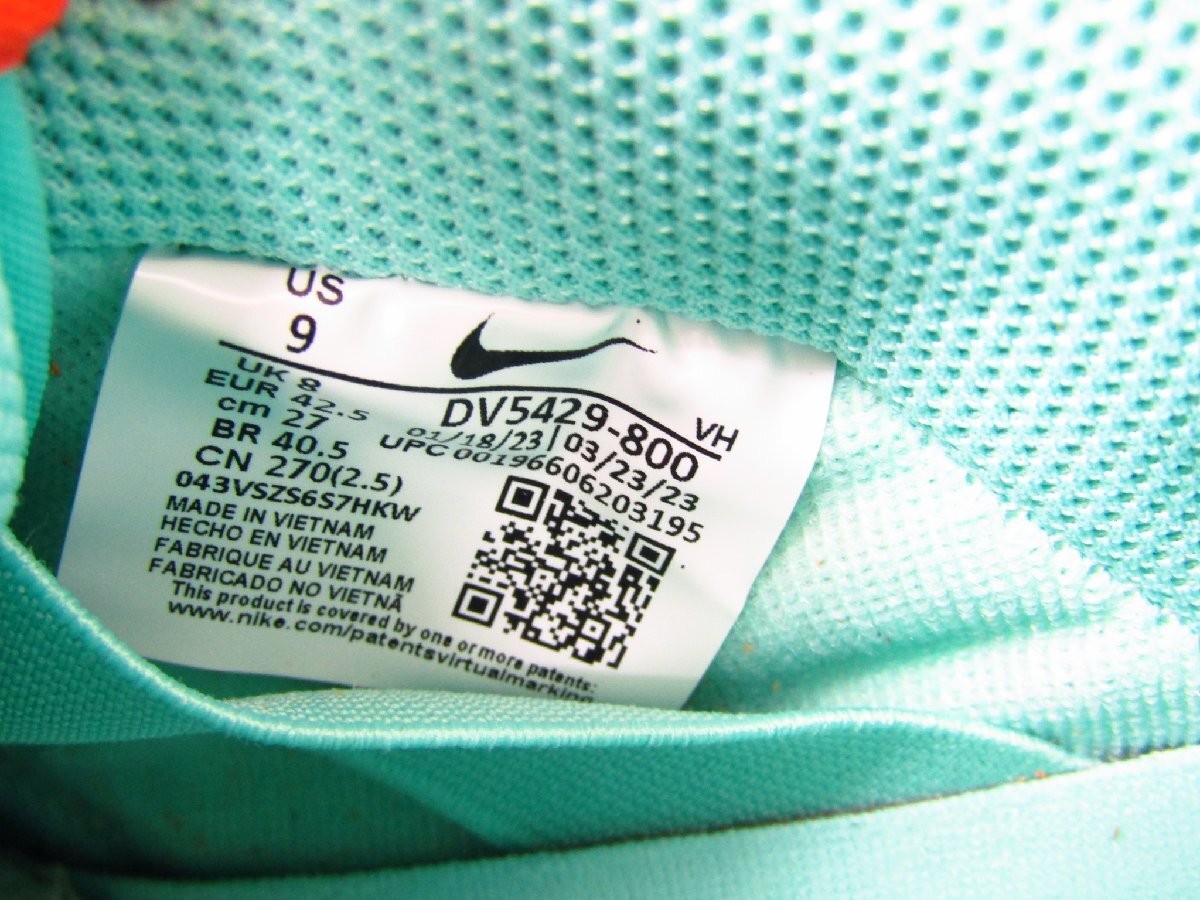 US
9
UK 8
EUR 42.5
cm 27
BR 40.5
CN 270(2.5)
043VSZS6S7HKW
MADE IN VIETNAM
HECHO EN VIETNAM
FABRIQUE AU VIETNAM
FABRICADO NO VIETNÃ
This product is covered by one or more patents:
www.nike.com/patentsvirtualmarking
VH
DV5429-800
01/18/23 | 03/23/23
UPC 00196606203195